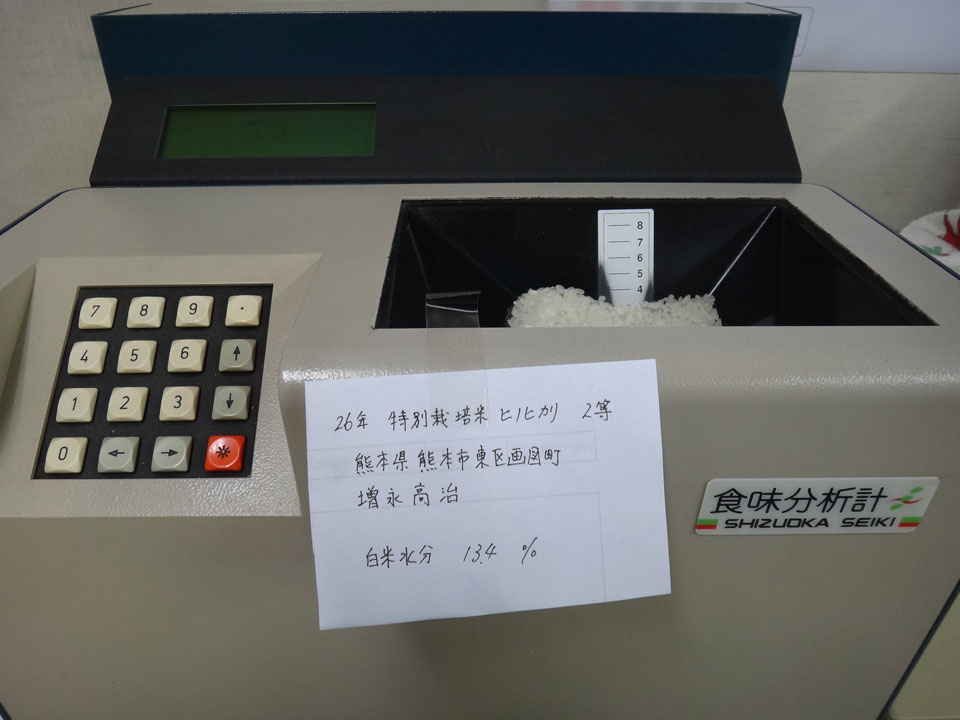 8
7
6
5
4
7 8 9 ・
4 5 6 ↑
1 2 3 ↓
0 ← → *
26年 特別栽培米 ヒノヒカリ 2等
熊本県熊本市東区画図町
増永高治
白米水分 13.4 %
食味分析計
SHIZUOKA SEIKI